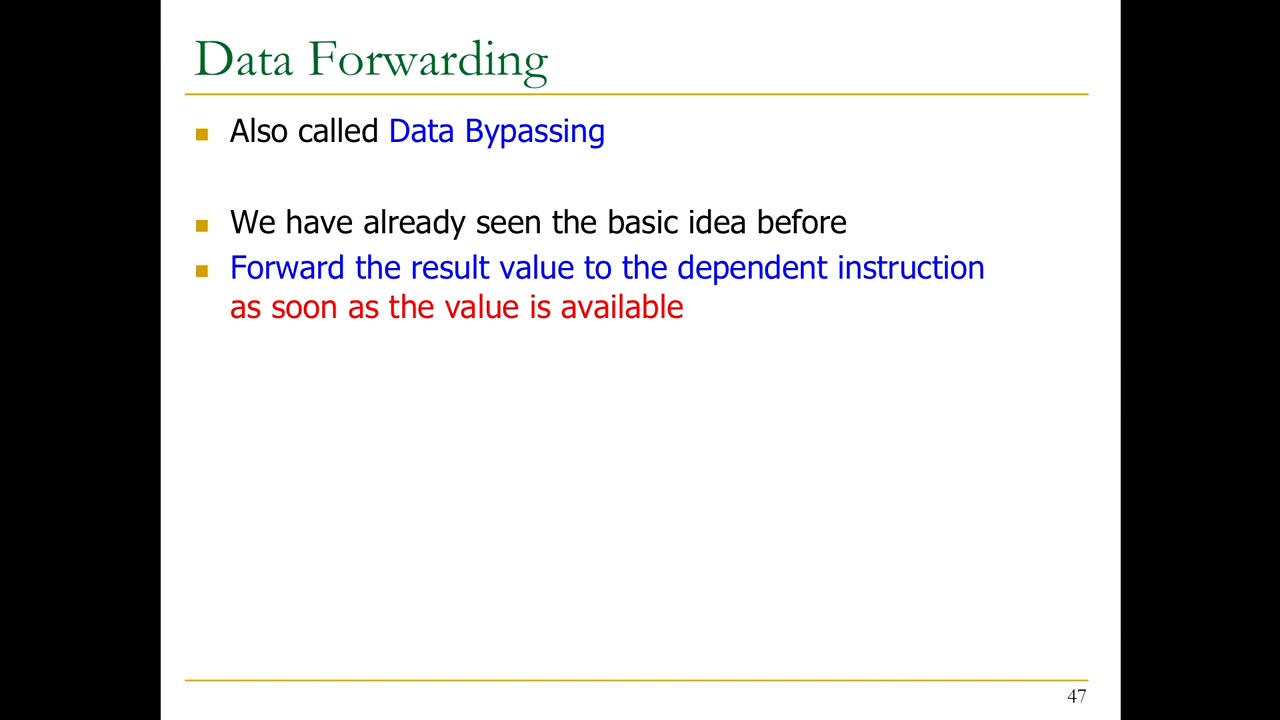 Data Forwarding
Also called Data Bypassing
We have already seen the basic idea before
Forward the result value to the dependent instruction
as soon as the value is available
47